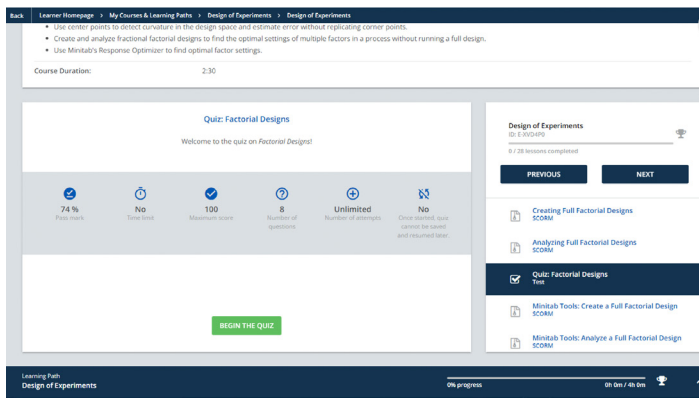 Back Learner Homepage > My Courses & Learning Paths > Design of Experiments > Design of Experiments
• Use center points to detect curvature in the design space and estimate error without replicating corner points.
• Create and analyze fractional factorial designs to find the optimal settings of multiple factors in a process without running a full design.
• Use Minitab's Response Optimizer to find optimal factor settings.
Course Duration: 2:30
Quiz: Factorial Designs
Welcome to the quiz on Factorial Designs!
74 %
Pass mark
No
Time limit
100
Maximum score
8
Number of
questions
Unlimited
Number of attempts
No
Once started, quiz
cannot be saved
and resumed later.
BEGIN THE QUIZ
Design of Experiments
ID: E-XVD4P0
0 / 28 lessons completed
PREVIOUS NEXT
Creating Full Factorial Designs
SCORM
Analyzing Full Factorial Designs
SCORM
Quiz: Factorial Designs
Test
Minitab Tools: Create a Full Factorial Design
SCORM
Minitab Tools: Analyze a Full Factorial Design
SCORM
Learning Path
Design of Experiments
0% progress
0h 0m / 4h 0m